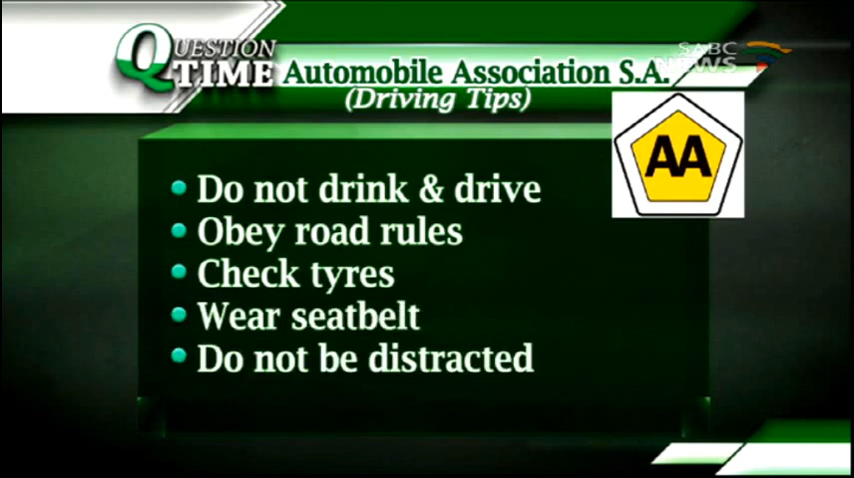 QUESTION TIME
Automobile Association S.A.
(Driving Tips)
SABC NEWS
AA
• Do not drink & drive
• Obey road rules
• Check tyres
• Wear seatbelt
• Do not be distracted